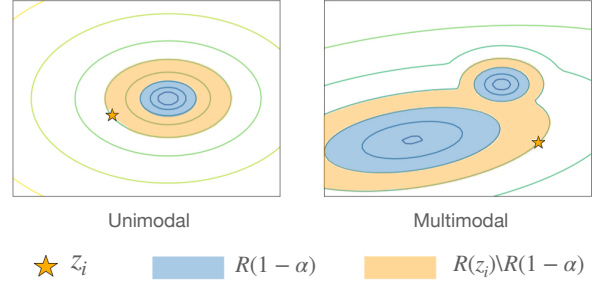 Unimodal Multimodal
z_i R(1 − α) R(z_i)\R(1 − α)